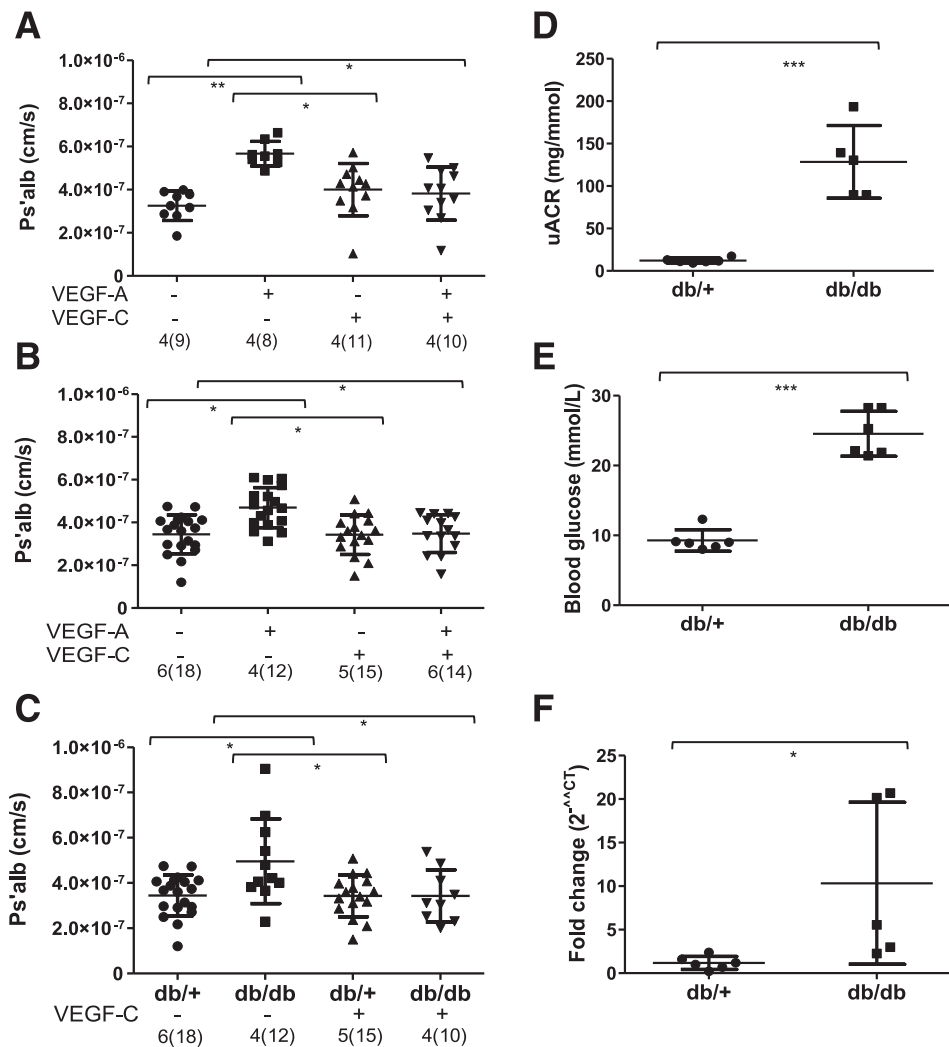 A
1.0×10⁻⁶
8.0×10⁻⁷
6.0×10⁻⁷
4.0×10⁻⁷
2.0×10⁻⁷
0
Ps'alb (cm/s)
**
*
*
VEGF-A - + - +
VEGF-C - - + +
4(9) 4(8) 4(11) 4(10)
B
1.0×10⁻⁶
8.0×10⁻⁷
6.0×10⁻⁷
4.0×10⁻⁷
2.0×10⁻⁷
0
Ps'alb (cm/s)
*
*
*
VEGF-A - + - +
VEGF-C - - + +
6(18) 4(12) 5(15) 6(14)
C
1.0×10⁻⁶
8.0×10⁻⁷
6.0×10⁻⁷
4.0×10⁻⁷
2.0×10⁻⁷
0
Ps'alb (cm/s)
*
*
*
db/+ db/db db/+ db/db
VEGF-C - - + +
6(18) 4(12) 5(15) 4(10)
D
250
200
150
100
50
0
uACR (mg/mmol)
***
db/+ db/db
E
30
20
10
0
Blood glucose (mmol/L)
***
db/+ db/db
F
25
20
15
10
5
0
Fold change (2⁻^^CT)
*
db/+ db/db